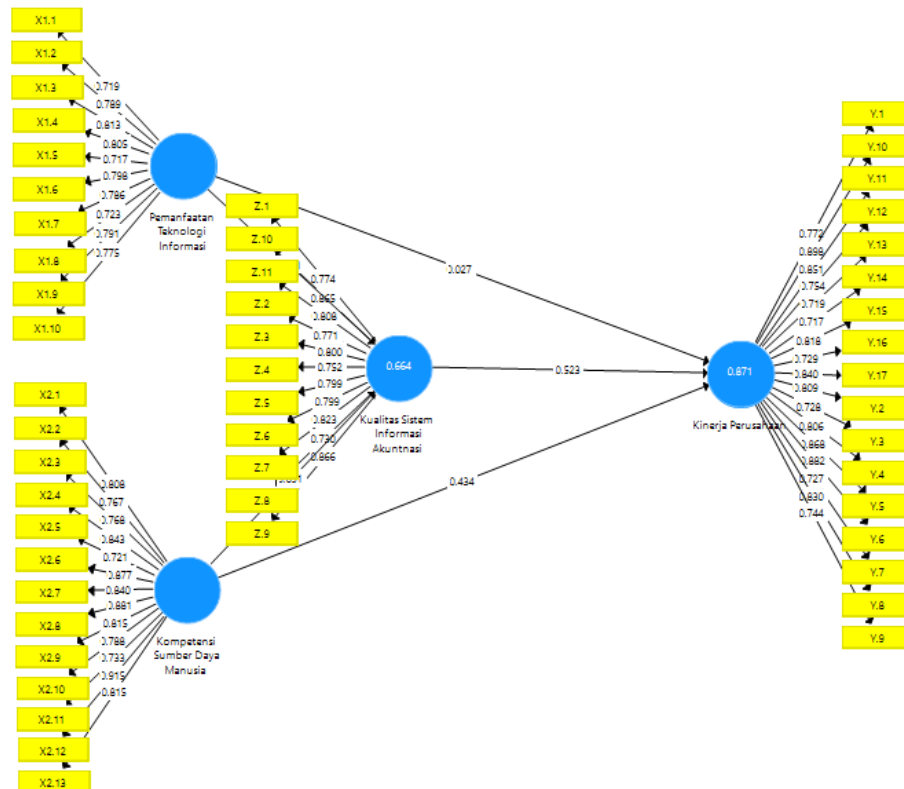 X1.1
X1.2
X1.3
X1.4
X1.5
X1.6
X1.7
X1.8
X1.9
X1.10
0.719
0.789
0.813
0.805
0.717
0.798
0.786
0.723
0.791
0.775
Pemanfaatan
Teknologi
Informasi
X2.1
X2.2
X2.3
X2.4
X2.5
X2.6
X2.7
X2.8
X2.9
X2.10
X2.11
X2.12
X2.13
0.808
0.767
0.768
0.843
0.721
0.877
0.840
0.881
0.815
0.788
0.733
0.915
0.815
Kompetensi
Sumber Daya
Manusia
Z.1
Z.10
Z.11
Z.2
Z.3
Z.4
Z.5
Z.6
Z.7
Z.8
Z.9
0.774
0.865
0.808
0.771
0.800
0.752
0.799
0.799
0.823
0.730
0.866
0.664
Kualitas Sistem
Informasi
Akuntnasi
0.027
0.523
0.434
0.871
Kinerja Perusahaan
0.772
0.898
0.851
0.754
0.719
0.717
0.818
0.729
0.840
0.809
0.728
0.806
0.868
0.882
0.727
0.830
0.744
Y.1
Y.10
Y.11
Y.12
Y.13
Y.14
Y.15
Y.16
Y.17
Y.2
Y.3
Y.4
Y.5
Y.6
Y.7
Y.8
Y.9